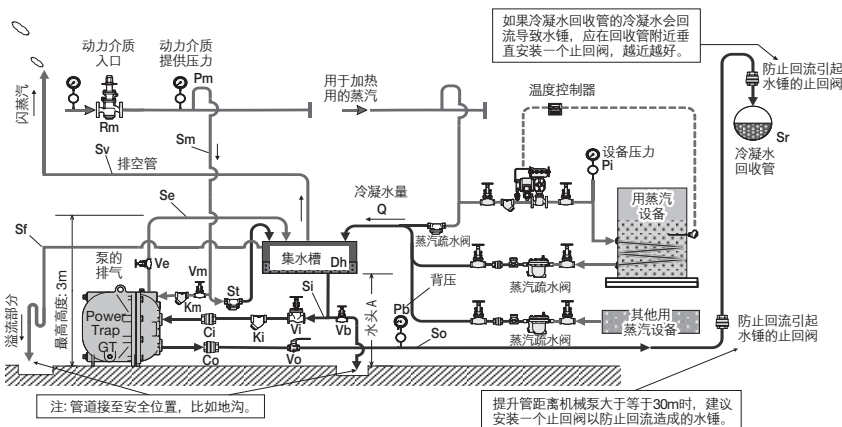 如果冷凝水回收管的冷凝水会回
流导致水锤，应在回收管附近垂
直安装一个止回阀，越近越好。
动力介质
入口
动力介质
提供压力
Pm
Rm
用于加热
用的蒸汽
温度控制器
防止回流引起
水锤的止回阀
Sr
冷凝水
回收管
闪蒸汽
Sv
排空管
Sm
设备压力
Pi
Se
冷凝水量
Q
用蒸汽
设备
Sf
蒸汽疏水阀
泵的
排气
Ve
集水槽
Dh
最高高度: 3m
Vm
Km
St
Si
水头 A
背压
Pb
蒸汽疏水阀
溢流部分
Power
Trap
GT
Ci
Ki
Vi
Vb
Co
Vo
So
蒸汽疏水阀
其他用
蒸汽设备
防止回流引起
水锤的止回阀
注: 管道接至安全位置，比如地沟。
提升管距离机械泵大于等于30m时，建议
安装一个止回阀以防止回流造成的水锤。